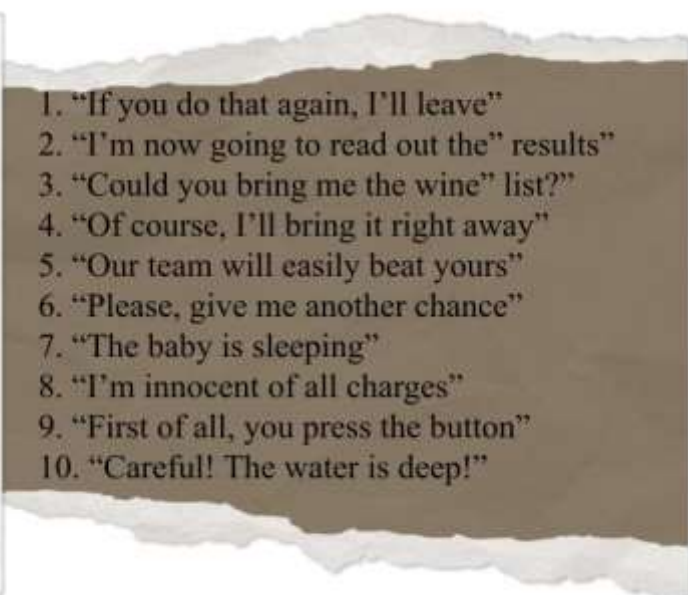 1. “If you do that again, I’ll leave”
2. “I’m now going to read out the” results”
3. “Could you bring me the wine” list?”
4. “Of course, I’ll bring it right away”
5. “Our team will easily beat yours”
6. “Please, give me another chance”
7. “The baby is sleeping”
8. “I’m innocent of all charges”
9. “First of all, you press the button”
10. “Careful! The water is deep!”